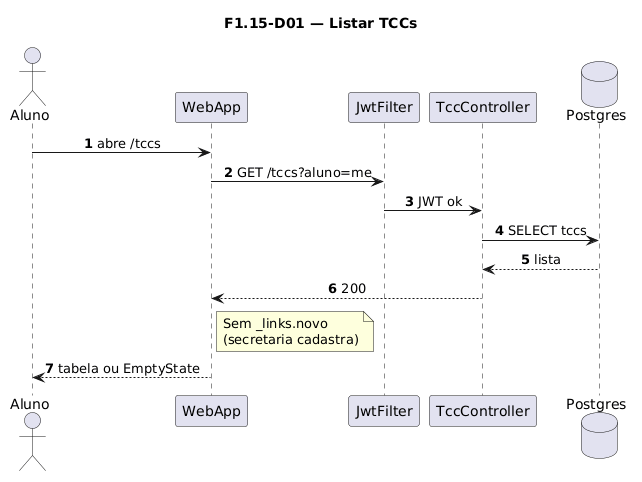 F1.15-D01 — Listar TCCs
Aluno
WebApp
JwtFilter
TccController
Postgres
1 abre /tccs
2 GET /tccs?aluno=me
3 JWT ok
4 SELECT tccs
5 lista
6 200
Sem _links.novo
(secretaria cadastra)
7 tabela ou EmptyState
Aluno
WebApp
JwtFilter
TccController
Postgres